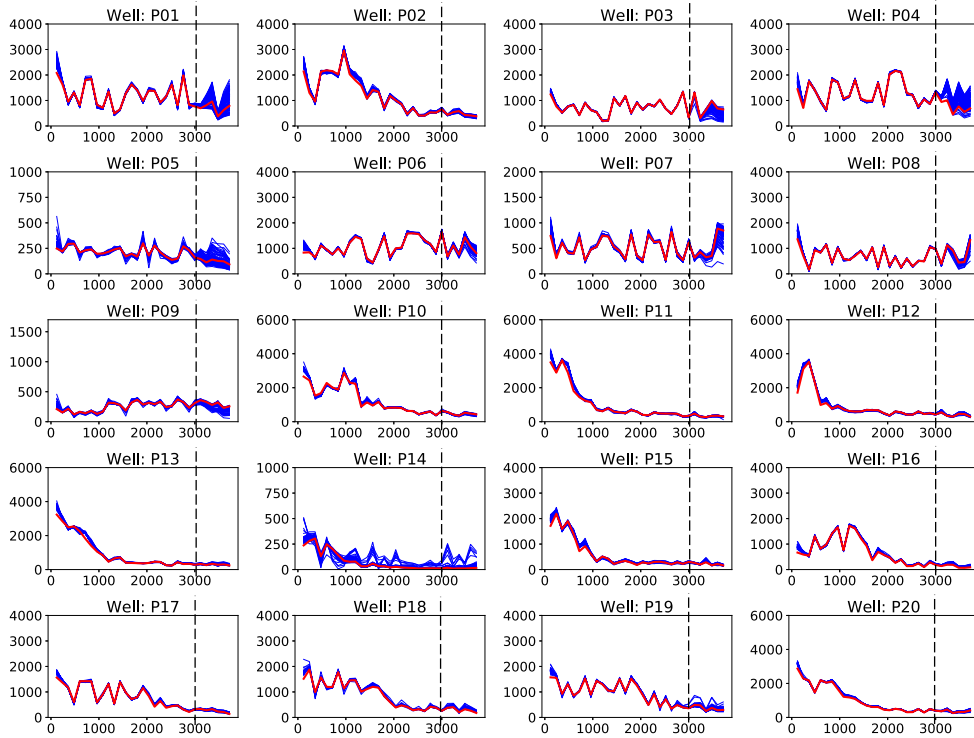 Well: P01 Well: P02 Well: P03 Well: P04
4000 4000 4000 4000
3000 3000 3000 3000
2000 2000 2000 2000
1000 1000 1000 1000
0 0 0 0
0 1000 2000 3000 0 1000 2000 3000 0 1000 2000 3000 0 1000 2000 3000
Well: P05 Well: P06 Well: P07 Well: P08
1000 4000 2000 4000
750 3000 1500 3000
500 2000 1000 2000
250 1000 500 1000
0 0 0 0
0 1000 2000 3000 0 1000 2000 3000 0 1000 2000 3000 0 1000 2000 3000
Well: P09 Well: P10 Well: P11 Well: P12
1500 6000 6000 6000
1000 4000 4000 4000
500 2000 2000 2000
0 0 0 0
0 1000 2000 3000 0 1000 2000 3000 0 1000 2000 3000 0 1000 2000 3000
Well: P13 Well: P14 Well: P15 Well: P16
6000 1000 4000 4000
4000 750 3000 3000
2000 500 2000 2000
0 250 1000 1000
0 0 0
0 1000 2000 3000 0 1000 2000 3000 0 1000 2000 3000 0 1000 2000 3000
Well: P17 Well: P18 Well: P19 Well: P20
4000 4000 4000 6000
3000 3000 3000 4000
2000 2000 2000 2000
1000 1000 1000 0
0 0 0
0 1000 2000 3000 0 1000 2000 3000 0 1000 2000 3000 0 1000 2000 3000